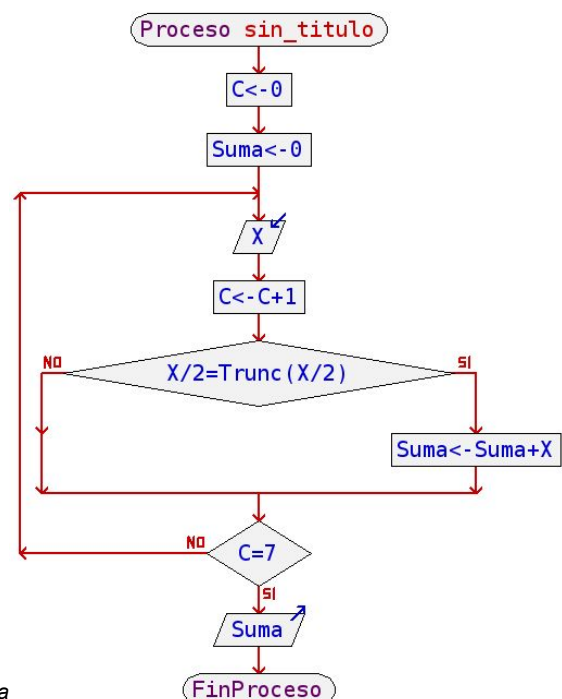 Proceso sin_titulo
C<-0
Suma<-0
X
C<-C+1
NO
SI
X/2=Trunc(X/2)
Suma<-Suma+X
NO
C=7
SI
Suma
FinProceso
a